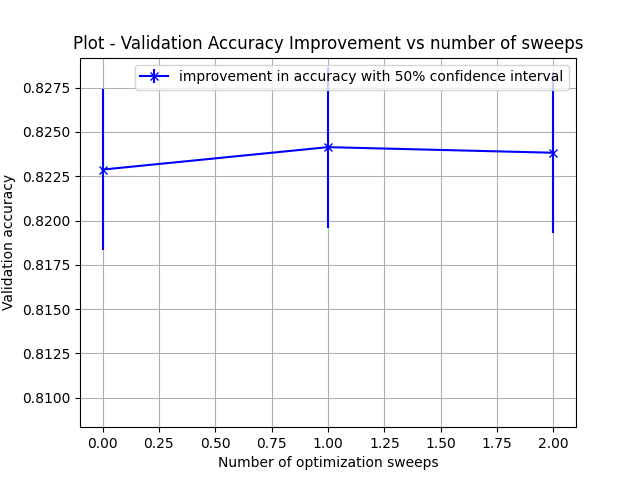 Plot - Validation Accuracy Improvement vs number of sweeps
improvement in accuracy with 50% confidence interval
Validation accuracy
0.8275
0.8250
0.8225
0.8200
0.8175
0.8150
0.8125
0.8100
0.00 0.25 0.50 0.75 1.00 1.25 1.50 1.75 2.00
Number of optimization sweeps